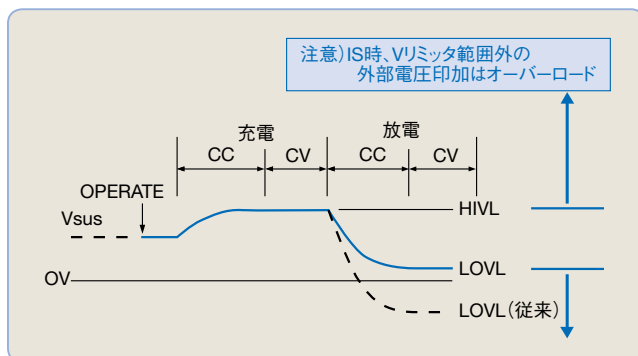 注意)IS時、Vリミッタ範囲外の
外部電圧印加はオーバーロード
充電
放電
CC
CV
CC
CV
OPERATE
Vsus
HIVL
LOVL
OV
LOVL(従来)